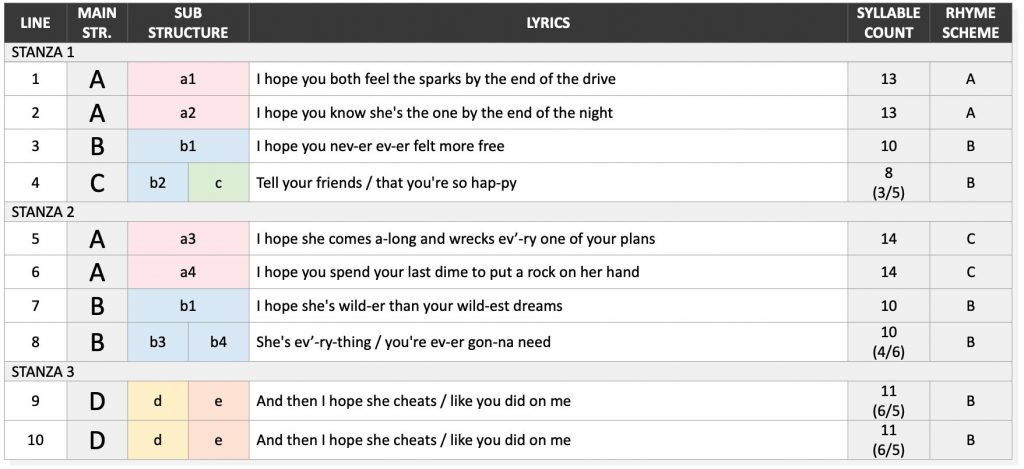 LINE MAIN STR. SUB STRUCTURE LYRICS SYLLABLE COUNT RHYME SCHEME
STANZA 1
1 A a1 I hope you both feel the sparks by the end of the drive 13 A
2 A a2 I hope you know she's the one by the end of the night 13 A
3 B b1 I hope you nev-er ev-er felt more free 10 B
4 C b2 c Tell your friends / that you're so hap-py 8 (3/5) B
STANZA 2
5 A a3 I hope she comes a-long and wrecks ev’-ry one of your plans 14 C
6 A a4 I hope you spend your last dime to put a rock on her hand 14 C
7 B b1 I hope she's wild-er than your wild-est dreams 10 B
8 B b3 b4 She's ev’-ry-thing / you're ev-er gon-na need 10 (4/6) B
STANZA 3
9 D d e And then I hope she cheats / like you did on me 11 (6/5) B
10 D d e And then I hope she cheats / like you did on me 11 (6/5) B